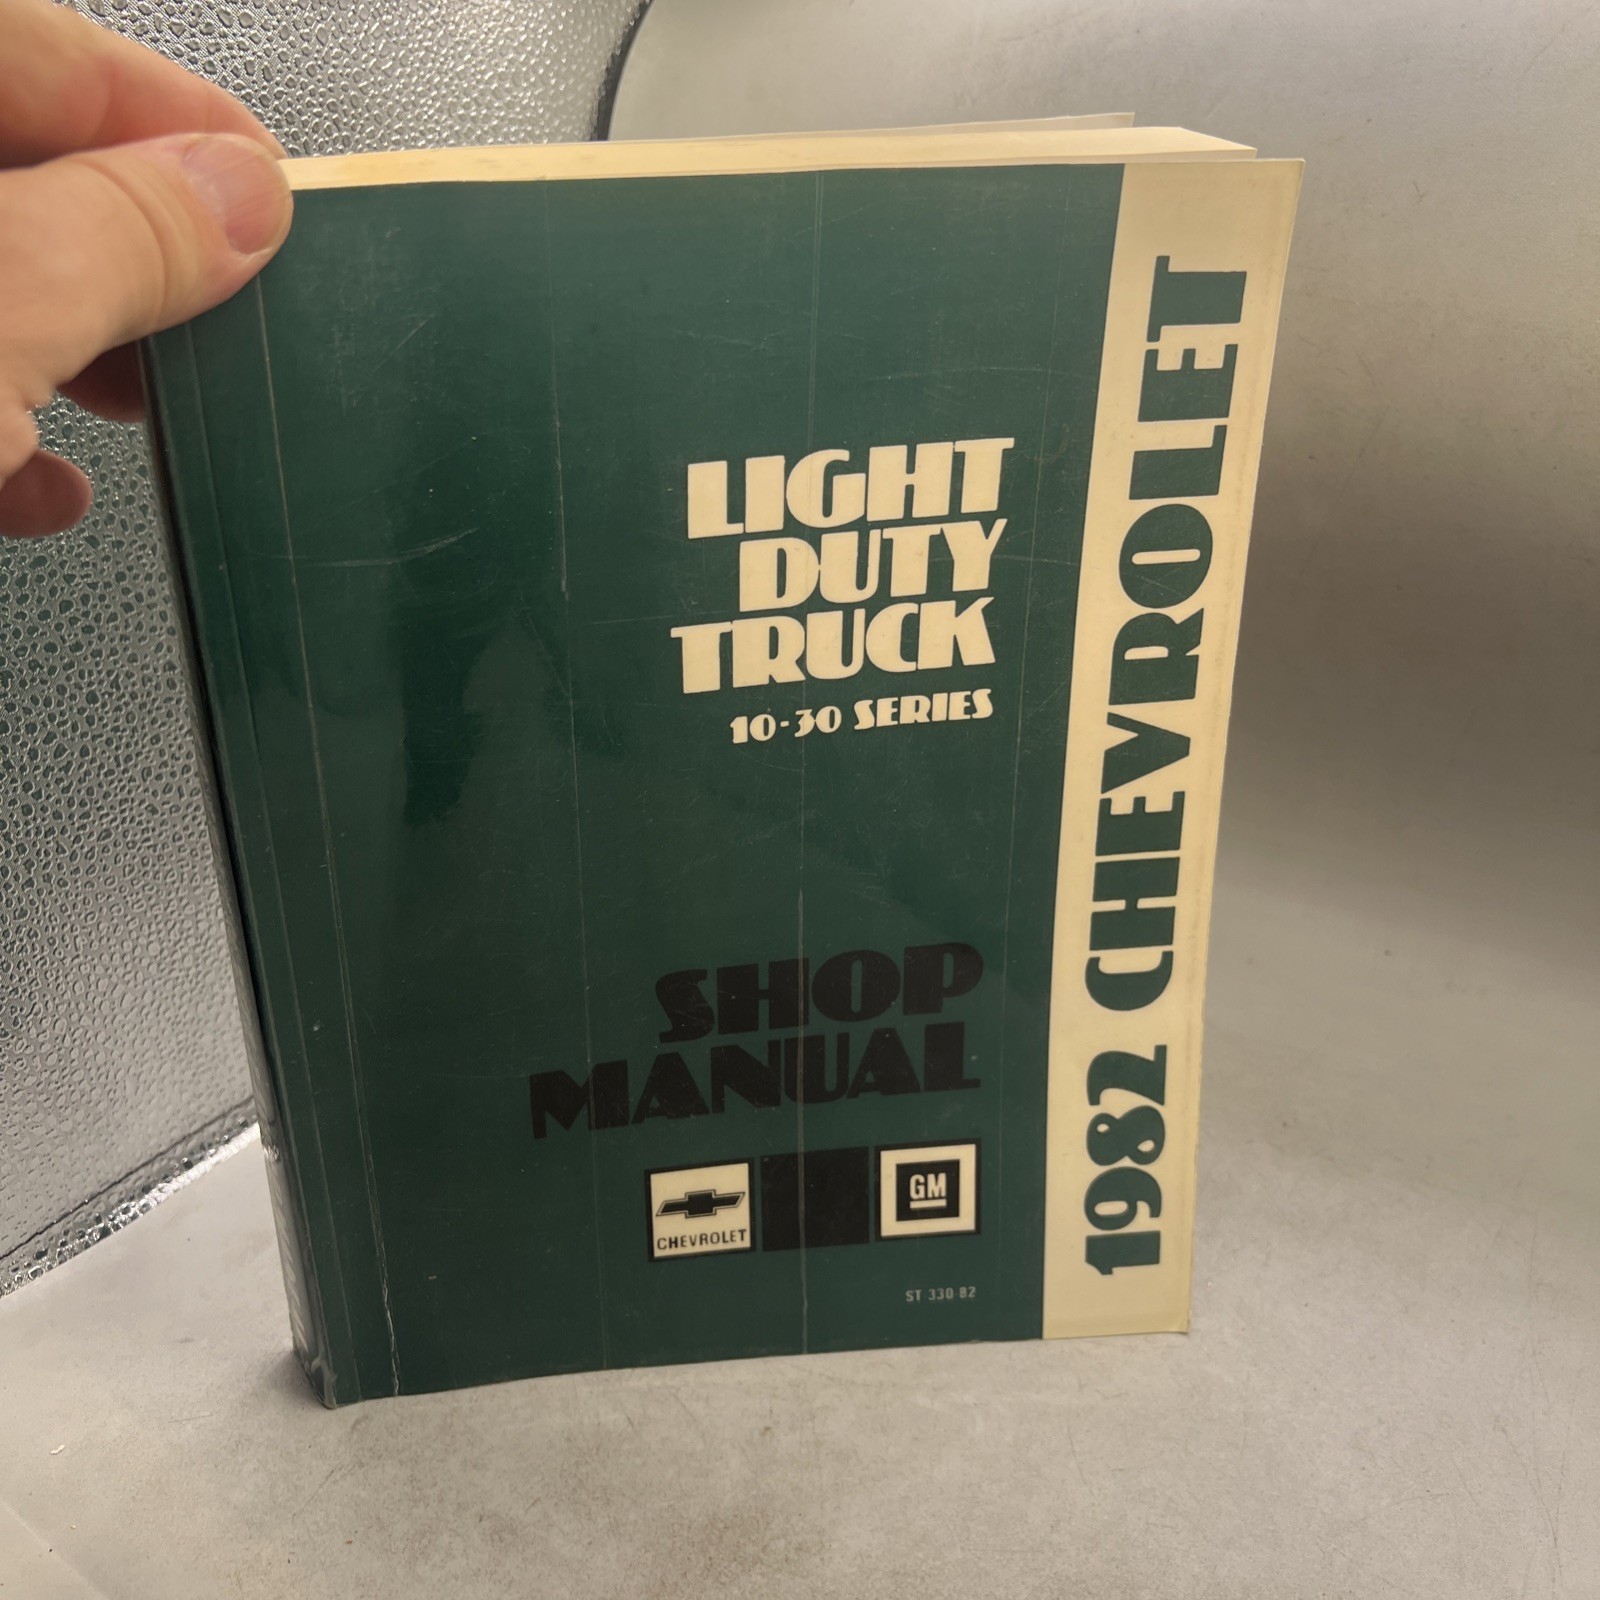 LIGHT
DUTY
TRUCK
10-30 SERIES
SHOP
MANUAL
CHEVROLET
GM
ST 330-82
1982 CHEVROLET